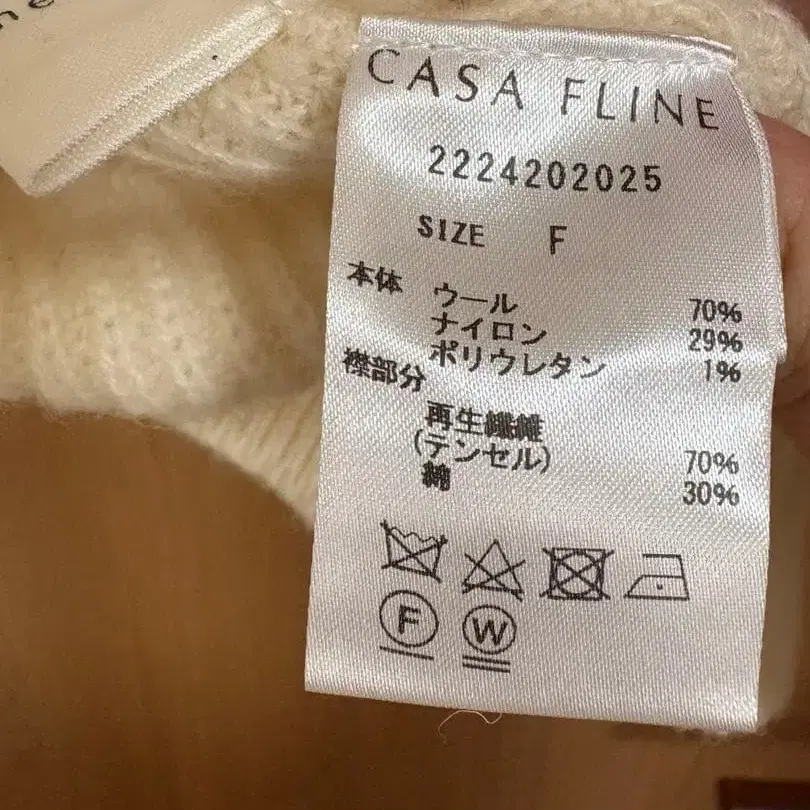 CASA FLINE
2224202025
SIZE F
本体
ウール 70%
ナイロン 29%
ポリウレタン 1%
襟部分
再生繊維
(テンセル) 70%
綿 30%
F
W